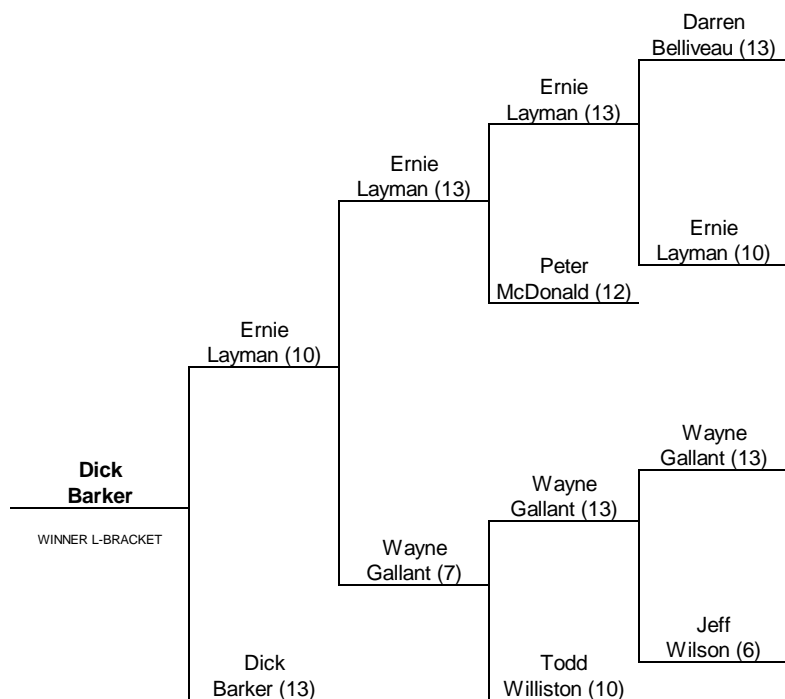 Darren
Belliveau (13)
Ernie
Layman (13)
Ernie
Layman (13)
Ernie
Layman (10)
Peter
McDonald (12)
Ernie
Layman (10)
Wayne
Gallant (13)
Dick
Barker
Wayne
Gallant (13)
WINNER L-BRACKET
Wayne
Gallant (7)
Jeff
Wilson (6)
Dick
Barker (13)
Todd
Williston (10)